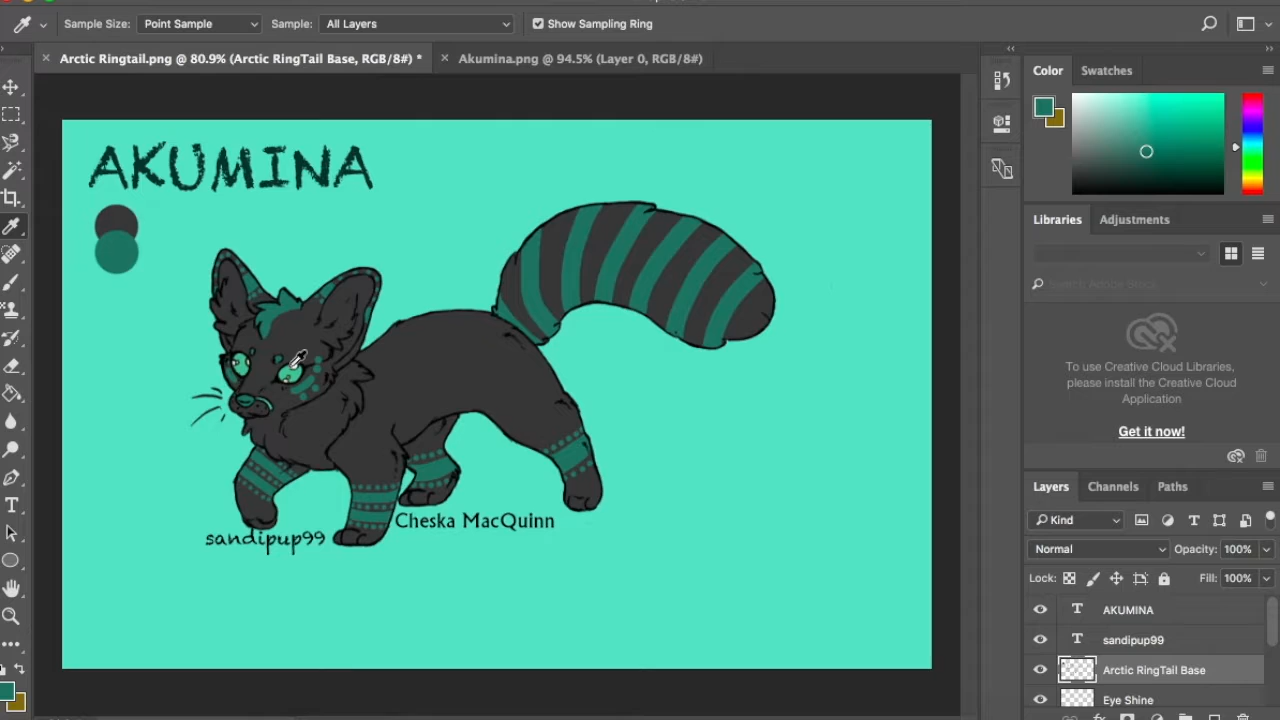 Sample Size: Point Sample Sample: All Layers Show Sampling Ring
Arctic Ringtail.png @ 80.9% (Arctic RingTail Base, RGB/8#) * Akumina.png @ 94.5% (Layer 0, RGB/8#)
Color Swatches
AKUMINA
Libraries Adjustments
Search Adobe Stock
To use Creative Cloud Libraries,
please install the Creative Cloud
Application
Get it now!
Layers Channels Paths
Kind
Normal Opacity: 100%
Lock: Fill: 100%
AKUMINA
sandipup99
Arctic RingTail Base
Eye Shine
Cheska MacQuinn
sandipup99